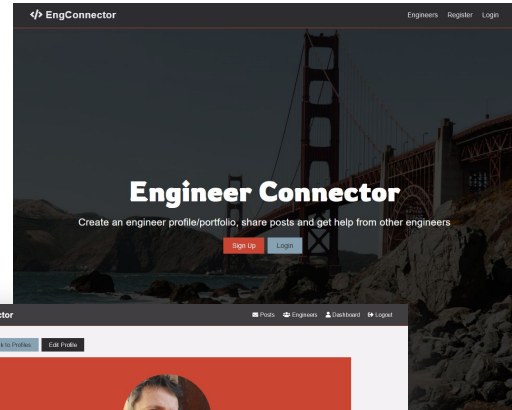 </> EngConnector
Engineers Register Login
Engineer Connector
Create an engineer profile/portfolio, share posts and get help from other engineers
Sign Up Login
ctor
Posts Engineers Dashboard Logout
k to Profiles Edit Profile